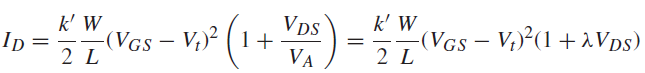 I_D = \frac{k'}{2} \frac{W}{L} (V_{GS} - V_t)^2 \left(1 + \frac{V_{DS}}{V_A}\right) = \frac{k'}{2} \frac{W}{L} (V_{GS} - V_t)^2 (1 + \lambda V_{DS})